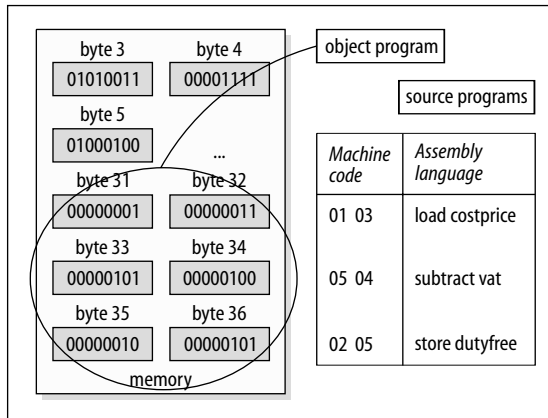 byte 3 byte 4
01010011 00001111
byte 5
01000100
...
byte 31 byte 32
00000001 00000011
byte 33 byte 34
00000101 00000100
byte 35 byte 36
00000010 00000101
memory
object program
source programs
Machine code Assembly language
01 03 load costprice
05 04 subtract vat
02 05 store dutyfree